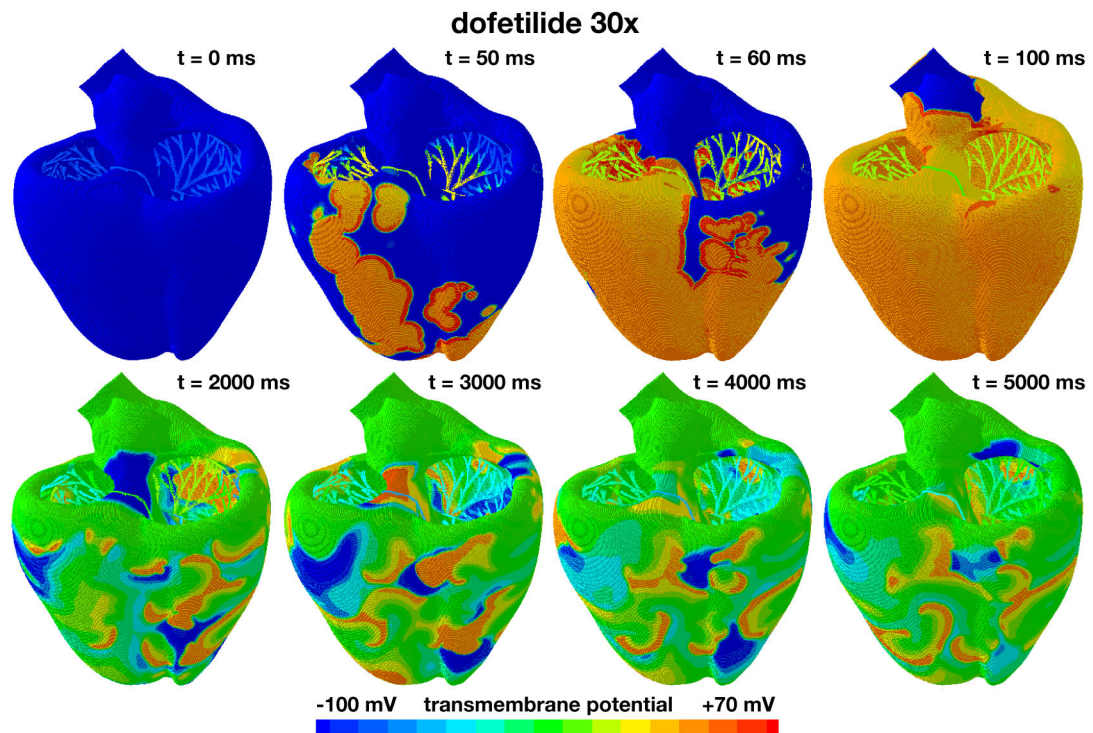 dofetilide 30x
t = 0 ms
t = 50 ms
t = 60 ms
t = 100 ms
t = 2000 ms
t = 3000 ms
t = 4000 ms
t = 5000 ms
-100 mV transmembrane potential +70 mV